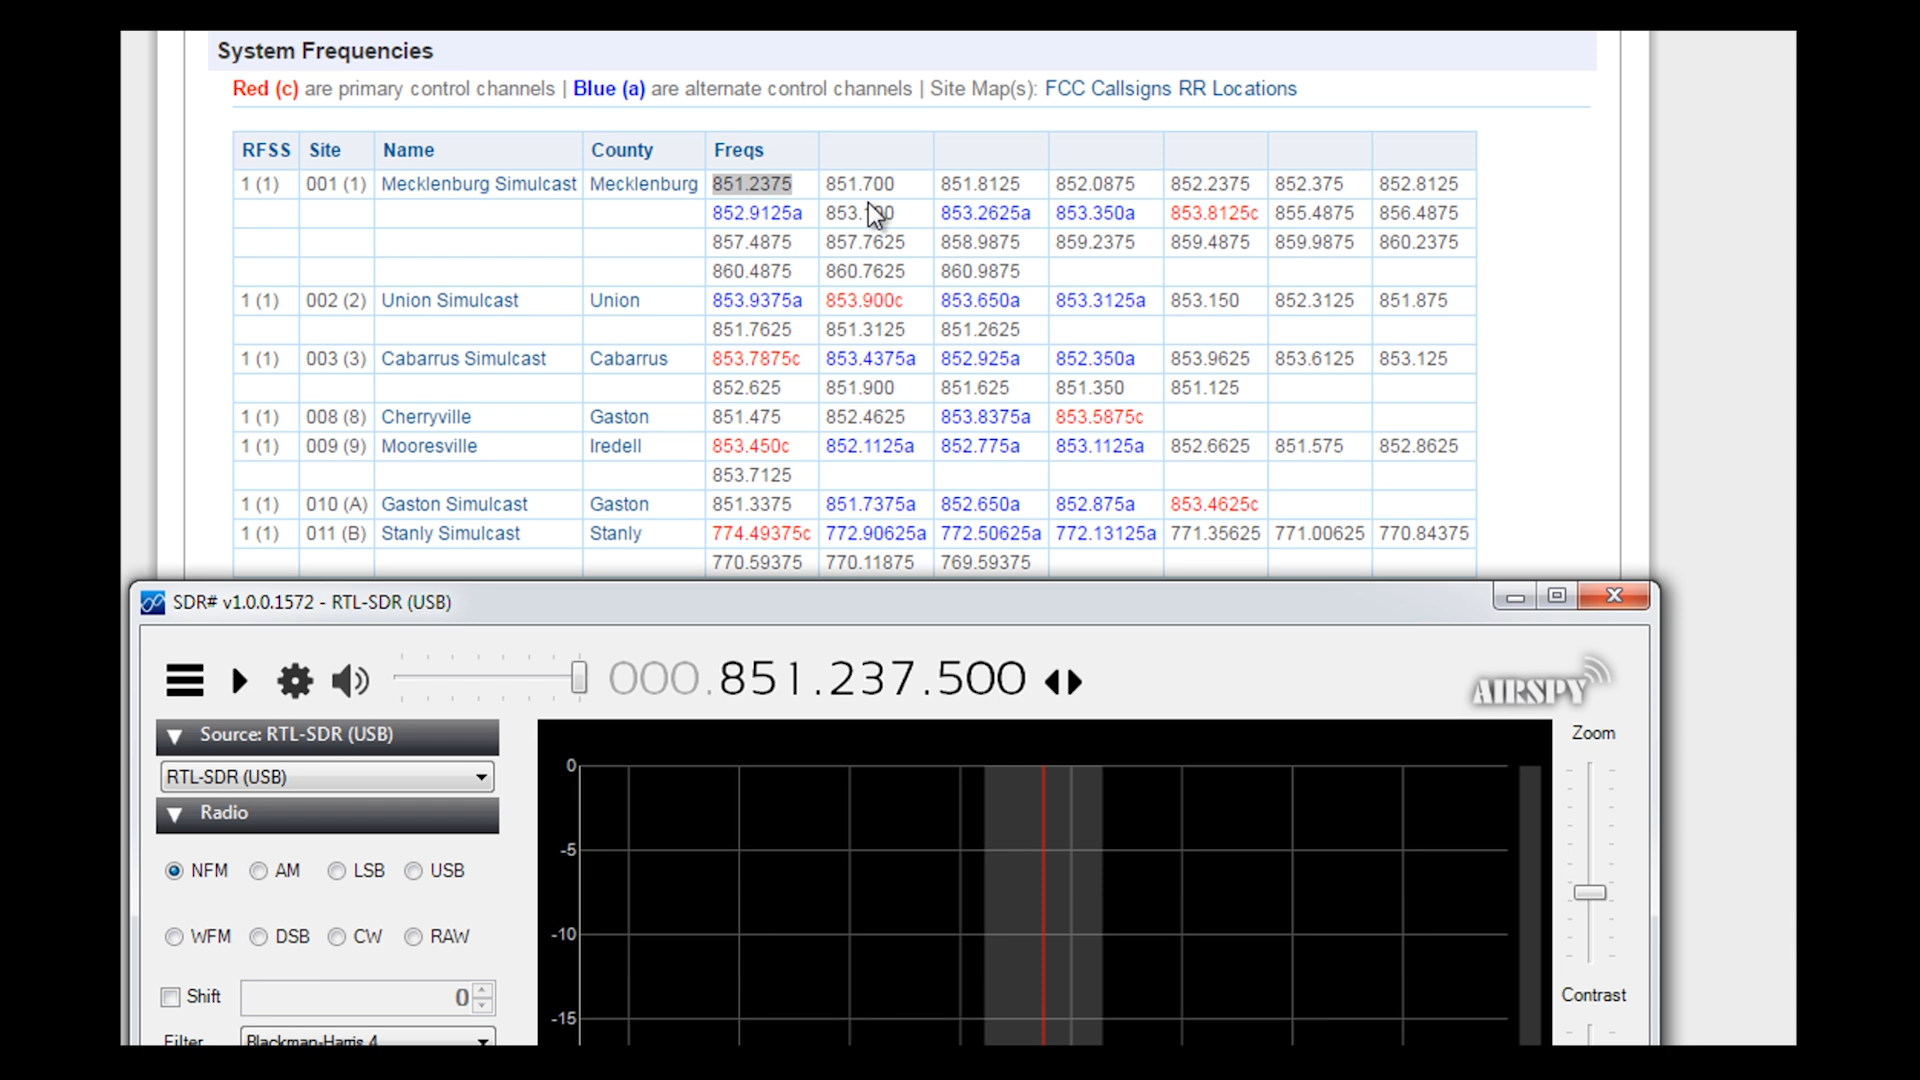 System Frequencies
Red (c) are primary control channels | Blue (a) are alternate control channels | Site Map(s): FCC Callsigns RR Locations
RFSS Site Name County Freqs
1 (1) 001 (1) Mecklenburg Simulcast Mecklenburg 851.2375 851.700 851.8125 852.0875 852.2375 852.375 852.8125
852.9125a 853.2625a 853.350a 853.8125c 855.4875 856.4875
857.4875 857.7625 858.9875 859.2375 859.4875 859.9875 860.2375
860.4875 860.7625 860.9875
1 (1) 002 (2) Union Simulcast Union 853.9375a 853.900c 853.650a 853.3125a 853.150 852.3125 851.875
851.7625 851.3125 851.2625
1 (1) 003 (3) Cabarrus Simulcast Cabarrus 853.7875c 853.4375a 852.925a 852.350a 853.9625 853.6125 853.125
852.625 851.900 851.625 851.350 851.125
1 (1) 008 (8) Cherryville Gaston 851.475 852.4625 853.8375a 853.5875c
1 (1) 009 (9) Mooresville Iredell 853.450c 852.1125a 852.775a 853.1125a 852.6625 851.575 852.8625
853.7125
1 (1) 010 (A) Gaston Simulcast Gaston 851.3375 851.7375a 852.650a 852.875a 853.4625c
1 (1) 011 (B) Stanly Simulcast Stanly 774.49375c 772.90625a 772.50625a 772.13125a 771.35625 771.00625 770.84375
770.59375 770.11875 769.59375
SDR# v1.0.0.1572 - RTL-SDR (USB)
000.851.237.500
AIRSPY
Source: RTL-SDR (USB)
Zoom
RTL-SDR (USB)
0
Radio
-5
NFM AM LSB USB
-10
WFM DSB CW RAW
Shift 0
Contrast
-15
Filter Blackman-Harris 4